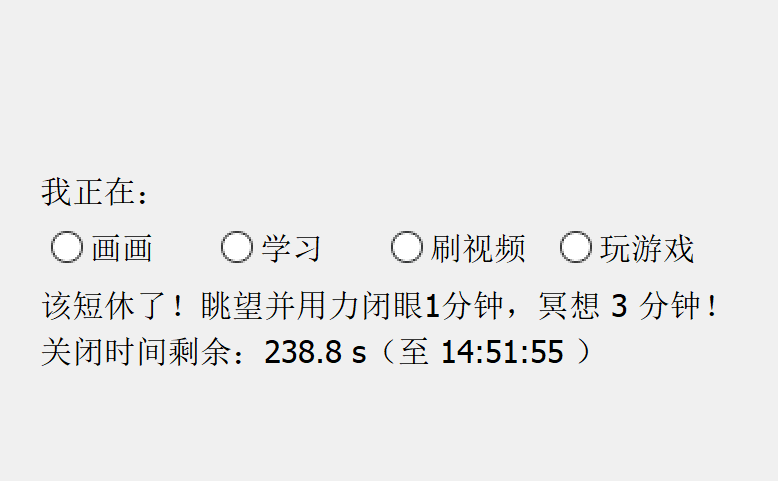 我正在：
画画 学习 刷视频 玩游戏
该短休了！眺望并用力闭眼1分钟，冥想 3 分钟！
关闭时间剩余：238.8 s（至 14:51:55 ）